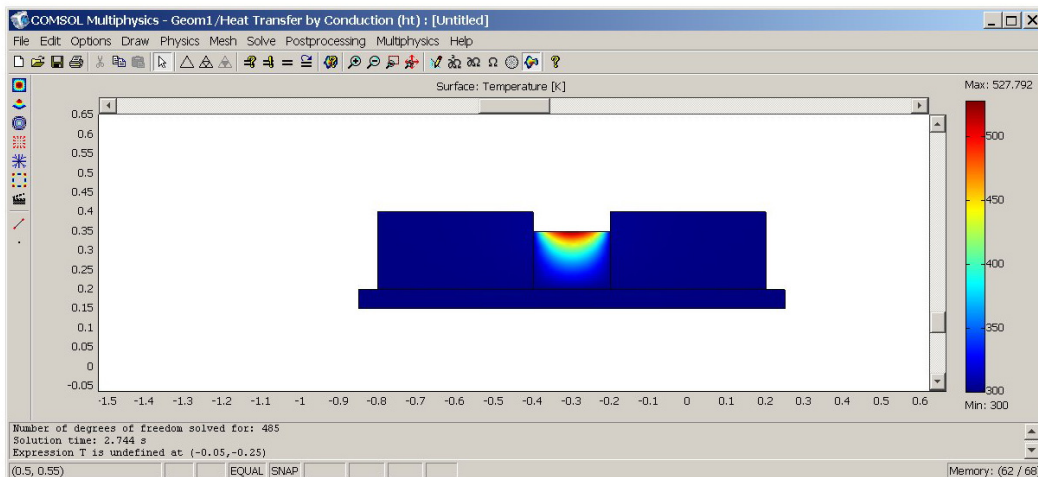 COMSOL Multiphysics - Geom1/Heat Transfer by Conduction (ht) : [Untitled]
File Edit Options Draw Physics Mesh Solve Postprocessing Multiphysics Help
Surface: Temperature [K]
Max: 527.792
0.65
0.6
0.55
0.5
0.45
0.4
0.35
0.3
0.25
0.2
0.15
0.1
0.05
0
-0.05
500
450
400
350
300
-1.5 -1.4 -1.3 -1.2 -1.1 -1 -0.9 -0.8 -0.7 -0.6 -0.5 -0.4 -0.3 -0.2 -0.1 0 0.1 0.2 0.3 0.4 0.5 0.6
Min: 300
Number of degrees of freedom solved for: 485
Solution time: 2.744 s
Expression T is undefined at (-0.05,-0.25)
(0.5, 0.55) EQUAL SNAP Memory: (62 / 68)